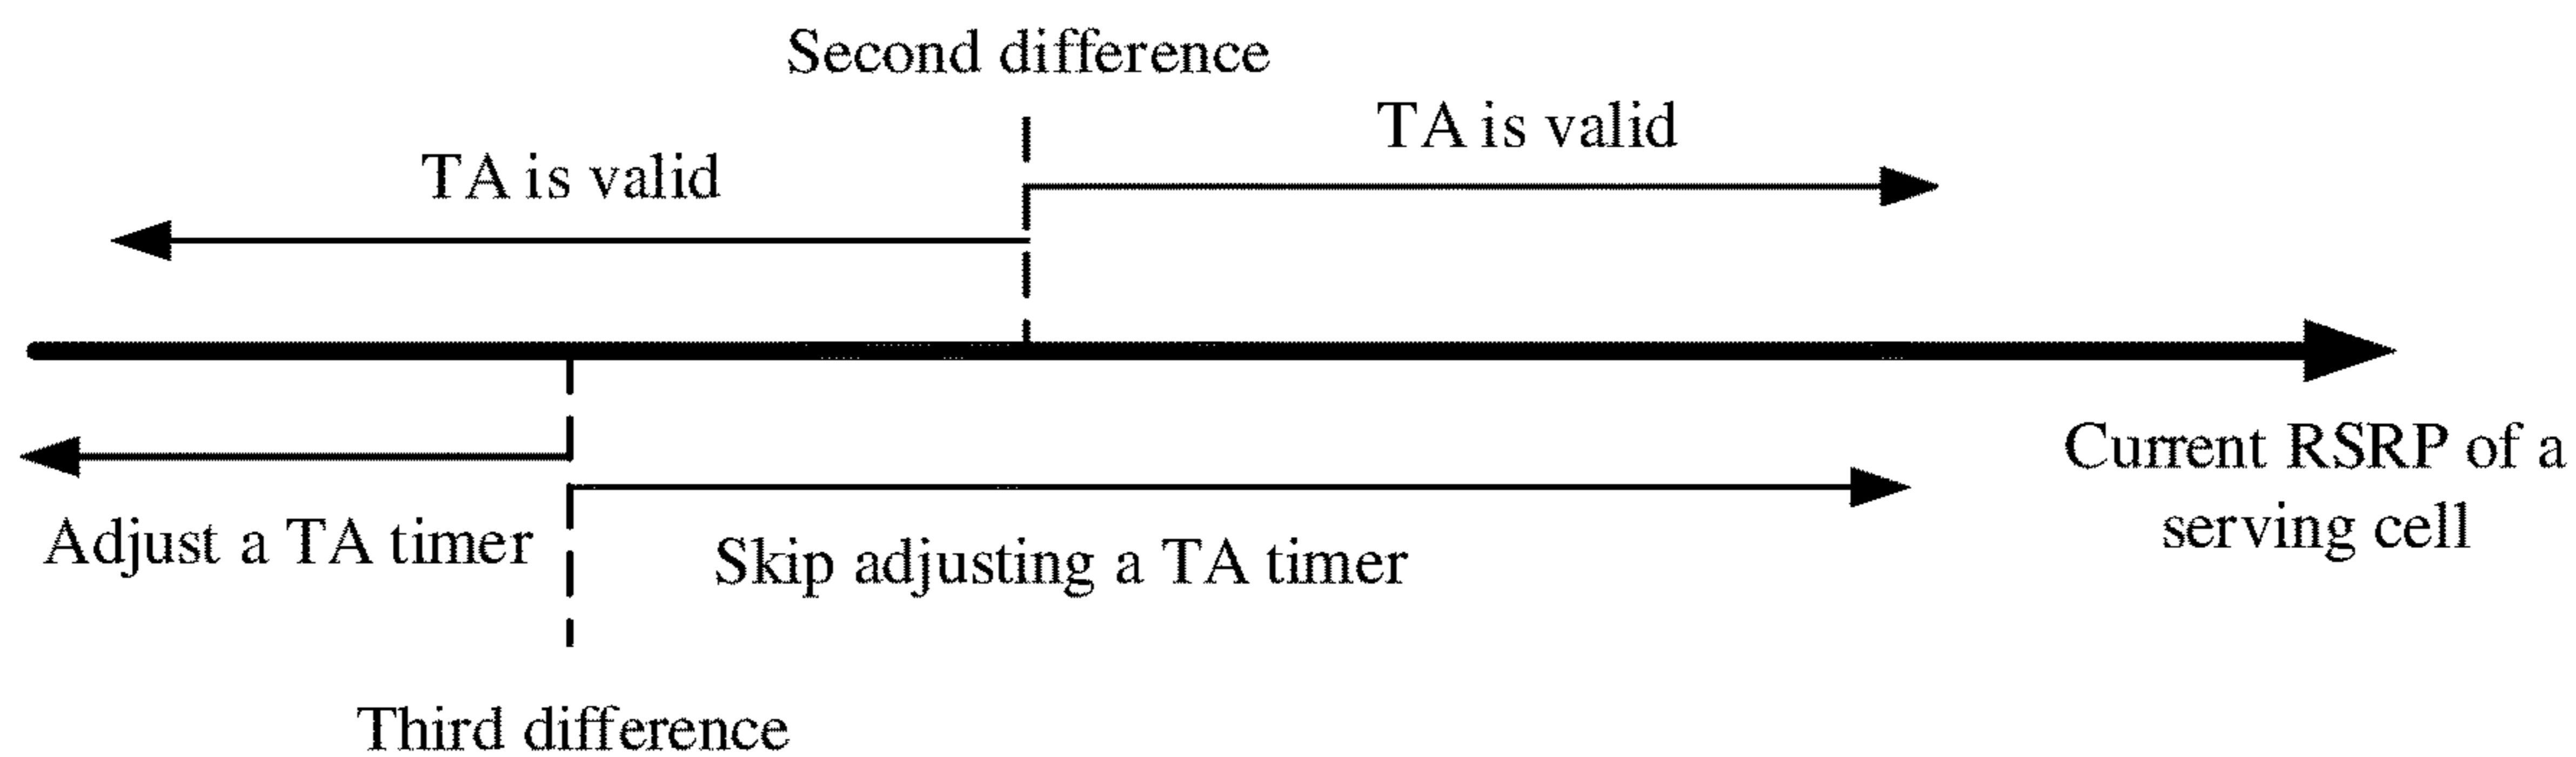 Second difference
TA is valid
TA is valid
Current RSRP of a
serving cell
Adjust a TA timer
Skip adjusting a TA timer
Third difference